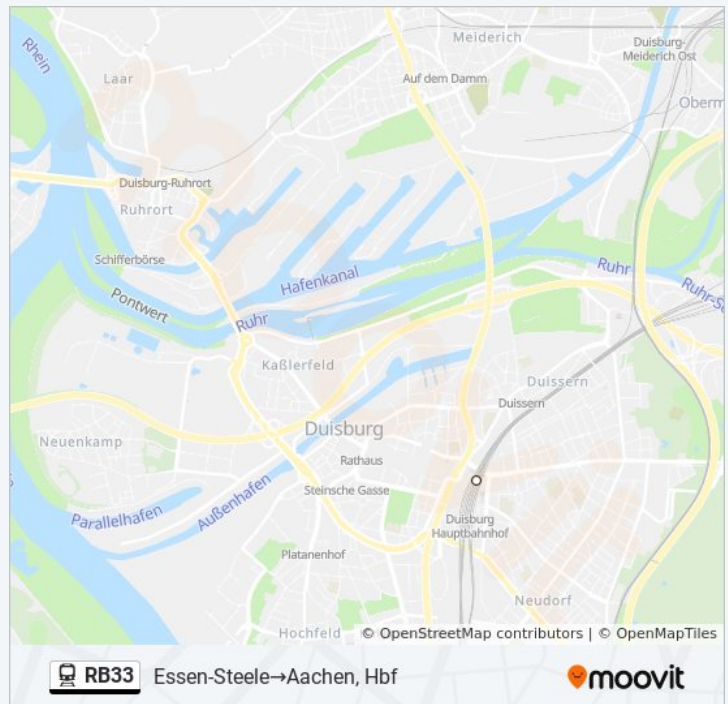 Rhein
Laar
Meiderich
Duisburg-
Meiderich Ost
Auf dem Damm
Duisburg-Ruhrort
Ruhrort
Schifferbörse
Hafenkanal
Ruhr
Pontwert
Ruhr
Kaßlerfeld
Duissern
Duissern
Neuenkamp
Duisburg
Rathaus
Steinsche Gasse
Außenhafen
Parallelhafen
Duisburg
Hauptbahnhof
Platanenhof
Neudorf
Hochfeld
© OpenStreetMap contributors | © OpenMapTiles
RB33 Essen-Steele→Aachen, Hbf
moovit